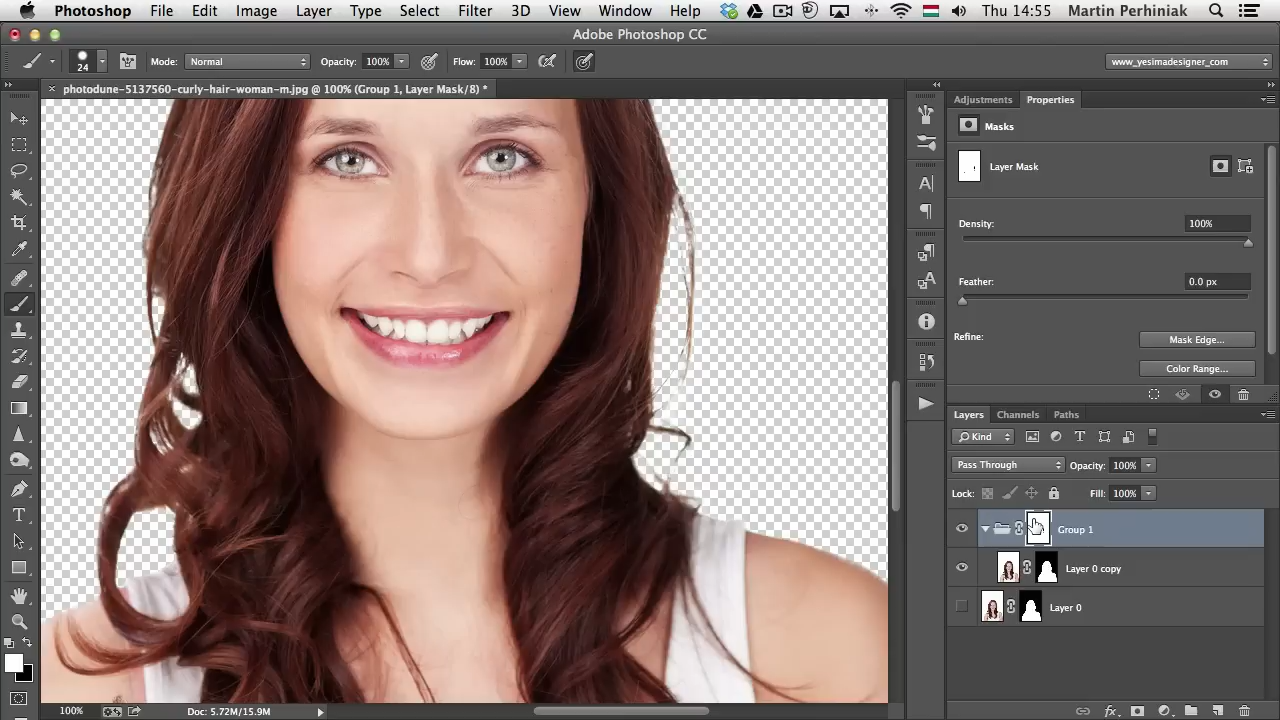 Photoshop File Edit Image Layer Type Select Filter 3D View Window Help Thu 14:55 Martin Perhiniak
Adobe Photoshop CC
24 Mode: Normal Opacity: 100% Flow: 100% www_yesimadesigner_com
photodune-5137560-curly-hair-woman-m.jpg @ 100% (Group 1, Layer Mask/8) *
Adjustments Properties
Masks
Layer Mask
Density: 100%
Feather: 0.0 px
Refine: Mask Edge...
Color Range...
Layers Channels Paths
Kind
Pass Through Opacity: 100%
Lock: Fill: 100%
Group 1
Layer 0 copy
Layer 0
100% Doc: 5.72M/15.9M